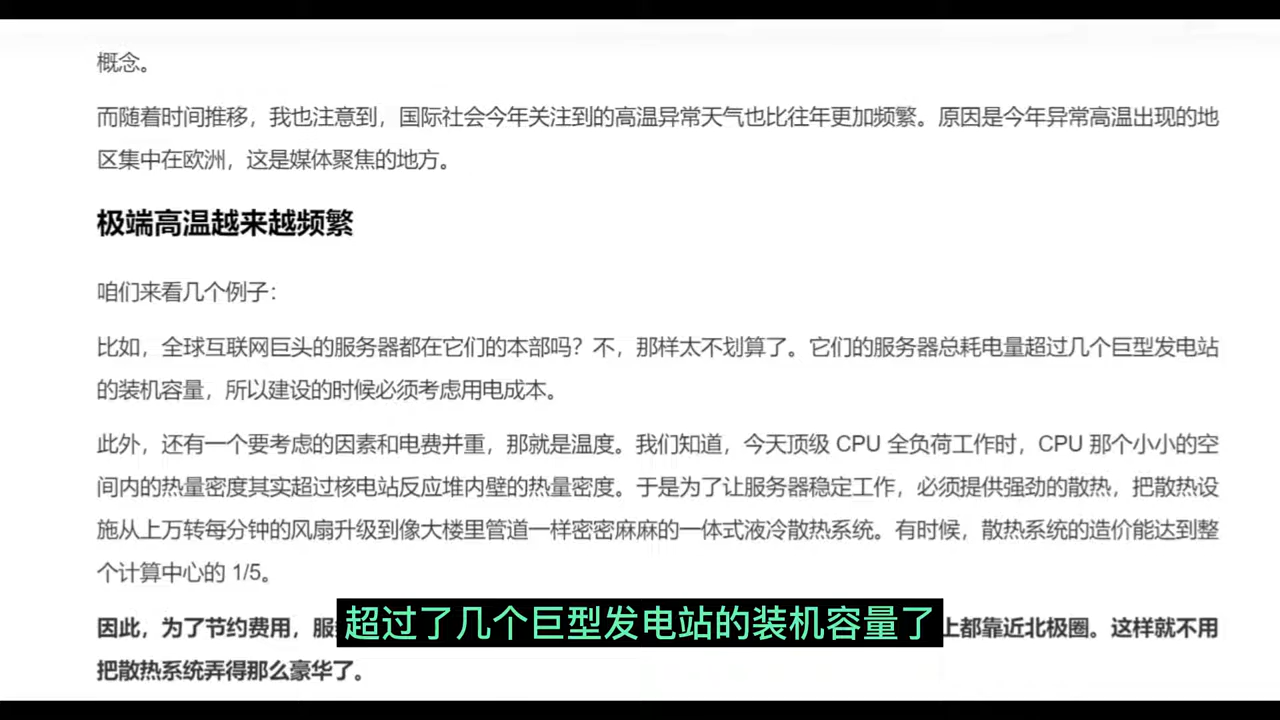 概念。
而随着时间推移，我也注意到，国际社会今年关注到的高温异常天气也比往年更加频繁。原因是今年异常高温出现的地
区集中在欧洲，这是媒体聚焦的地方。
极端高温越来越频繁
咱们来看几个例子：
比如，全球互联网巨头的服务器都在它们的本部吗？不，那样太不划算了。它们的服务器总耗电量超过几个巨型发电站
的装机容量，所以建设的时候必须考虑用电成本。
此外，还有一个要考虑的因素和电费并重，那就是温度。我们知道，今天顶级 CPU 全负荷工作时，CPU 那个小小的空
间内的热量密度其实超过核电站反应堆内壁的热量密度。于是为了让服务器稳定工作，必须提供强劲的散热，把散热设
施从上万转每分钟的风扇升级到像大楼里管道一样密密麻麻的一体式液冷散热系统。有时候，散热系统的造价能达到整
个计算中心的 1/5。
因此，为了节约费用，服
超过了几个巨型发电站的装机容量了
上都靠近北极圈。这样就不用
把散热系统弄得那么豪华了。